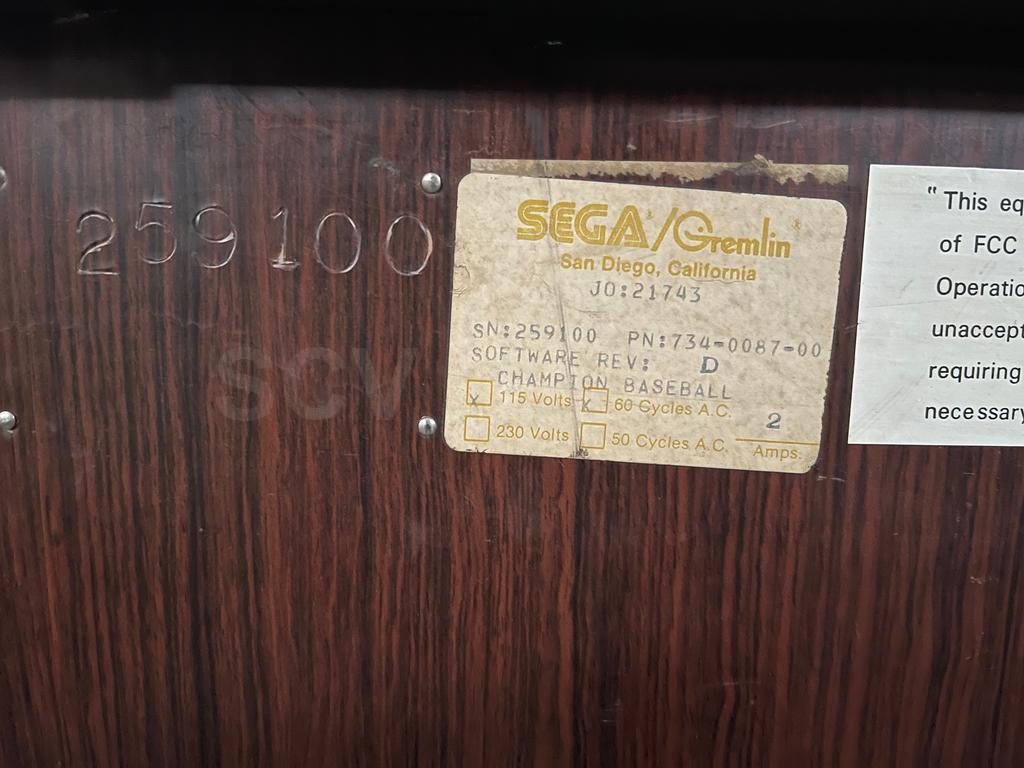 259100
SEGA®/Gremlin®
San Diego, California
JO:21743
SN:259100 PN:734-0087-00
SOFTWARE REV: D
CHAMPION BASEBALL
X 115 Volts X 60 Cycles A.C. 2
230 Volts 50 Cycles A.C. Amps.
"This eq
of FCC
Operatio
unaccept
requiring
necessary
SCV